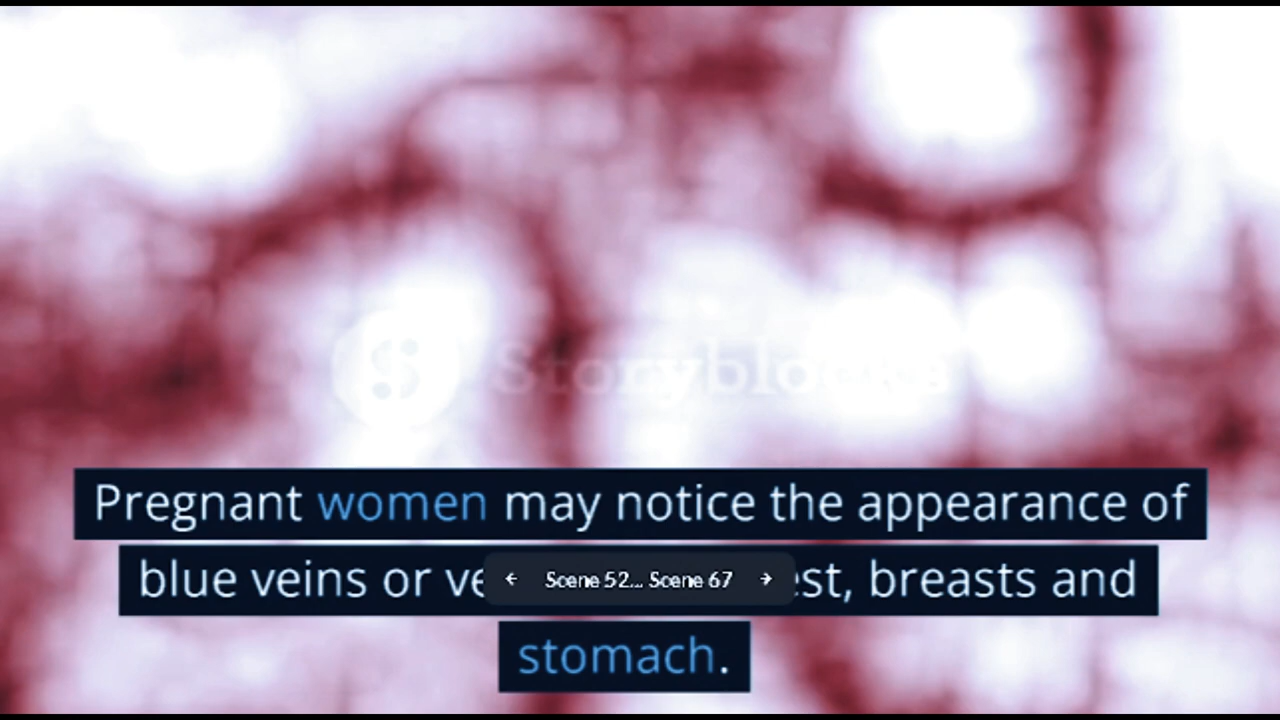 Storyblocks
Pregnant women may notice the appearance of
blue veins or ve est, breasts and
Scene 52... Scene 67
stomach.